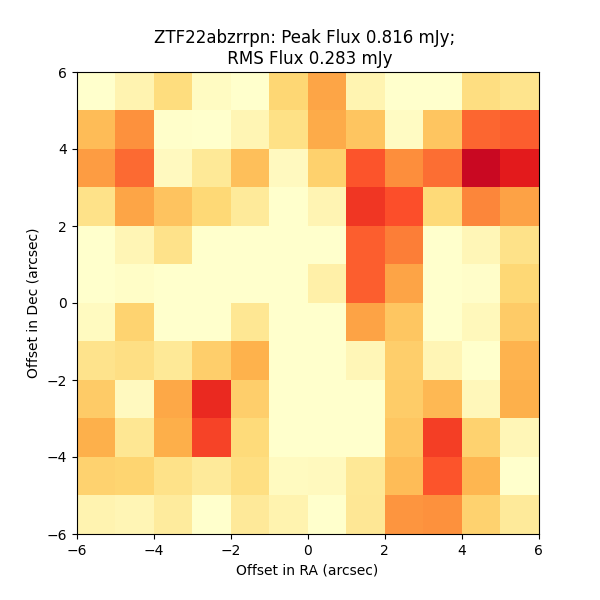 ZTF22abzrrpn: Peak Flux 0.816 mJy;
RMS Flux 0.283 mJy
6
4
2
0
−2
−4
−6
Offset in Dec (arcsec)
−6 −4 −2 0 2 4 6
Offset in RA (arcsec)